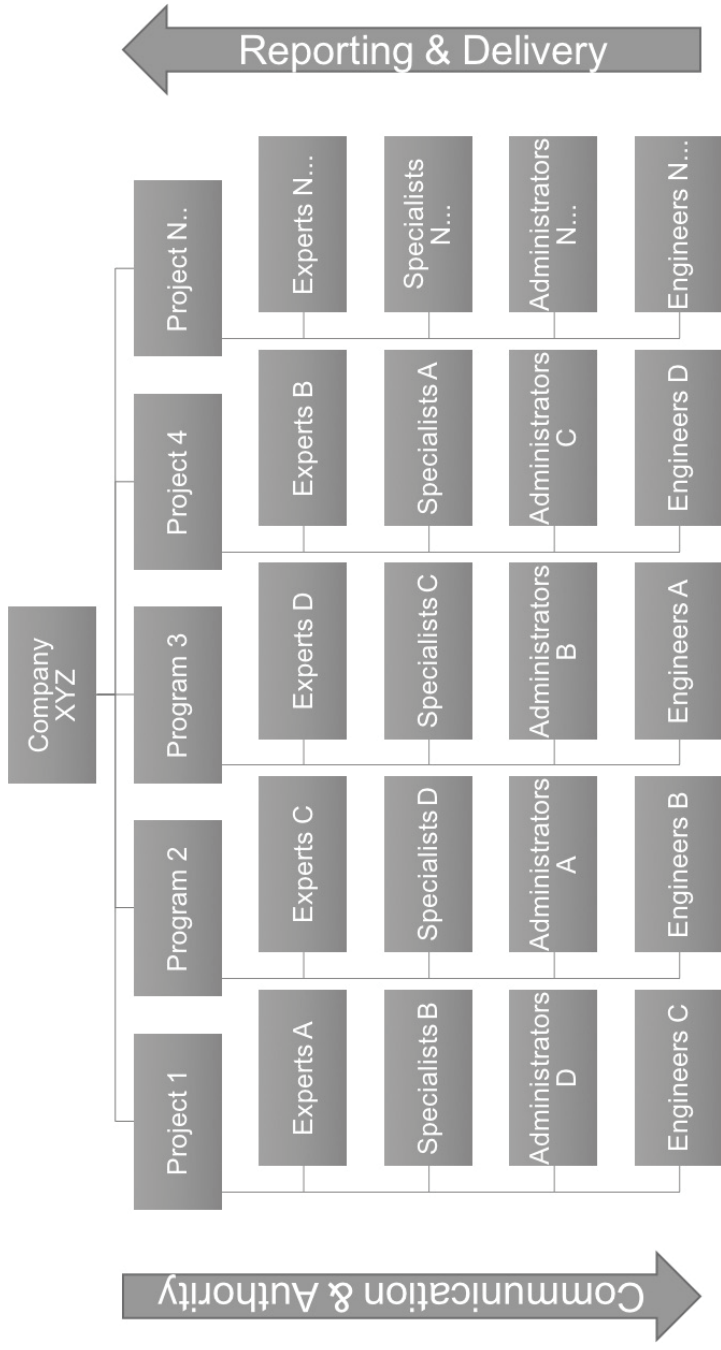 Reporting & Delivery
Company
XYZ
Project 1
Program 2
Program 3
Project 4
Project N..
Experts A
Experts C
Experts D
Experts B
Experts N...
Specialists B
Specialists D
Specialists C
Specialists A
Specialists
N...
Administrators
D
Administrators
A
Administrators
B
Administrators
C
Administrators
N...
Engineers C
Engineers B
Engineers A
Engineers D
Engineers N...
Communication & Authority